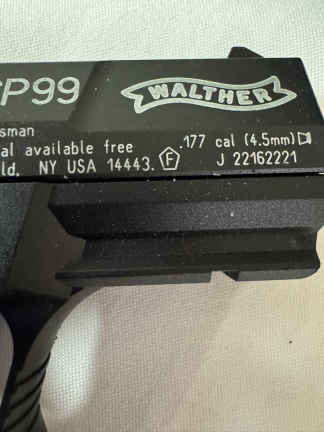 P99
WALTHER
sman
al available free .177 cal (4.5mm)
ld. NY USA 14443. F J 22162221